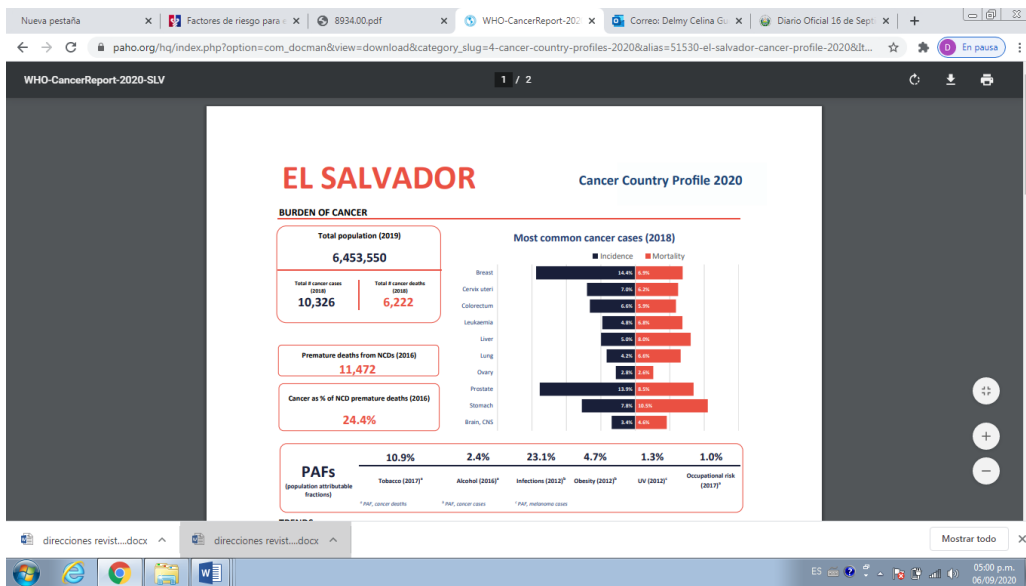 Nueva pestaña
Factores de riesgo para c
8934.00.pdf
WHO-CancerReport-202
Correo: Delmy Celina Gu
Diario Oficial 16 de Sept
paho.org/hq/index.php?option=com_docman&view=download&category_slug=4-cancer-country-profiles-2020&alias=51530-el-salvador-cancer-profile-2020&lt...
D En pausa
WHO-CancerReport-2020-SLV
1 / 2
EL SALVADOR
Cancer Country Profile 2020
BURDEN OF CANCER
Total population (2019)
6,453,550
Total # cancer cases (2018)
10,326
Total # cancer deaths (2018)
6,222
Premature deaths from NCDs (2016)
11,472
Cancer as % of NCD premature deaths (2016)
24.4%
Most common cancer cases (2018)
Incidence Mortality
Breast 14.4% 6.9%
Cervix uteri 7.0% 6.2%
Colorectum 6.6% 5.9%
Leukaemia 4.8% 6.8%
Liver 5.0% 8.0%
Lung 4.2% 6.6%
Ovary 2.8% 2.6%
Prostate 13.9% 8.5%
Stomach 7.8% 10.5%
Brain, CNS 3.4% 4.6%
PAFs
(population attributable
fractions)
10.9% 2.4% 23.1% 4.7% 1.3% 1.0%
Tobacco (2017)ᵃ Alcohol (2016)ᵃ Infections (2012)ᵇ Obesity (2012)ᵇ UV (2012)ᶜ Occupational risk
(2017)ᵃ
ᵃ PAF, cancer deaths ᵇ PAF, cancer cases ᶜ PAF, melanoma cases
TRENDS
direcciones revist....docx
direcciones revist....docx
Mostrar todo
ES
05:00 p.m.
06/09/2020